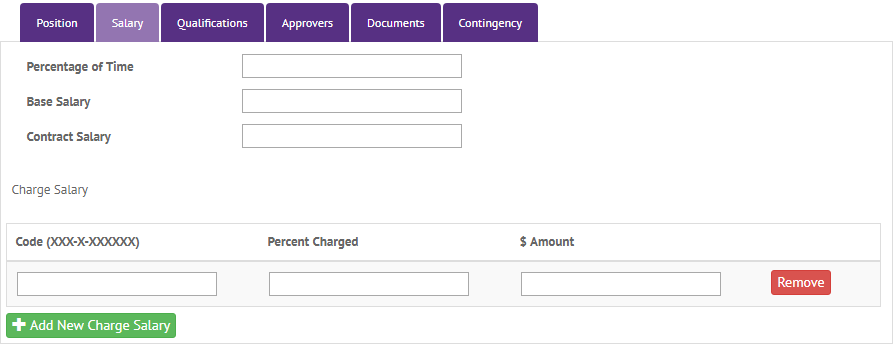 Position Salary Qualifications Approvers Documents Contingency
Percentage of Time
Base Salary
Contract Salary
Charge Salary
Code (XXX-X-XXXXXX) Percent Charged $ Amount
Remove
Add New Charge Salary